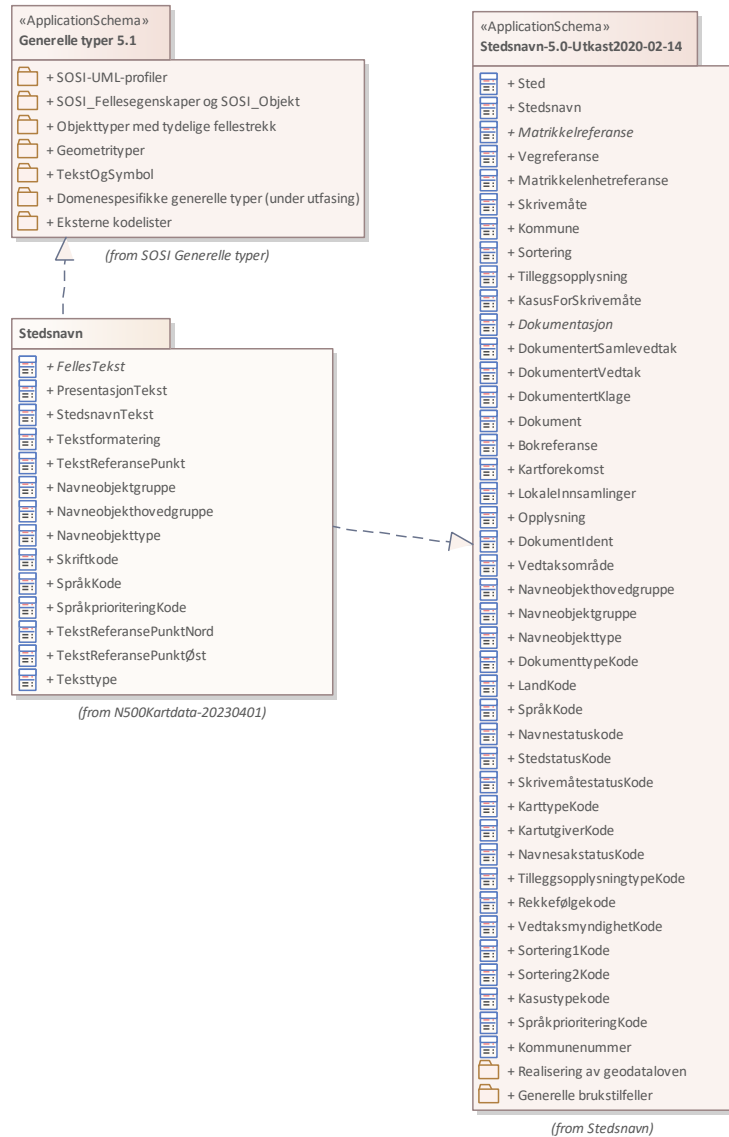 «ApplicationSchema»
Generelle typer 5.1
+ SOSI-UML-profiler
+ SOSI_Fellesegenskaper og SOSI_Objekt
+ Objekttyper med tydelige fellestrekk
+ Geometrityper
+ TekstOgSymbol
+ Domenespesifikke generelle typer (under utfasing)
+ Eksterne kodelister
(from SOSI Generelle typer)
Stedsnavn
+ FellesTekst
+ PresentasjonTekst
+ StedsnavnTekst
+ Tekstformatering
+ TekstReferansePunkt
+ Navneobjektgruppe
+ Navneobjekthovedgruppe
+ Navneobjekttype
+ Skriftkode
+ SpråkKode
+ SpråkprioriteringKode
+ TekstReferansePunktNord
+ TekstReferansePunktØst
+ Teksttype
(from N500Kartdata-20230401)
«ApplicationSchema»
Stedsnavn-5.0-Utkast2020-02-14
+ Sted
+ Stedsnavn
+ Matrikkelreferanse
+ Vegreferanse
+ Matrikkelenhetreferanse
+ Skrivemåte
+ Kommune
+ Sortering
+ Tilleggsopplysning
+ KasusForSkrivemåte
+ Dokumentasjon
+ DokumentertSamlevedtak
+ DokumentertVedtak
+ DokumentertKlage
+ Dokument
+ Bokreferanse
+ Kartforekomst
+ LokaleInnsamlinger
+ Opplysning
+ DokumentIdent
+ Vedtaksområde
+ Navneobjekthovedgruppe
+ Navneobjektgruppe
+ Navneobjekttype
+ DokumenttypeKode
+ LandKode
+ SpråkKode
+ Navnestatuskode
+ StedstatusKode
+ SkrivemåtestatusKode
+ KarttypeKode
+ KartutgiverKode
+ NavnesakstatusKode
+ TilleggsopplysningtypeKode
+ Rekkefølgekode
+ VedtaksmyndighetKode
+ Sortering1Kode
+ Sortering2Kode
+ Kasustypekode
+ SpråkprioriteringKode
+ Kommunenummer
+ Realisering av geodataloven
+ Generelle brukstilfeller
(from Stedsnavn)